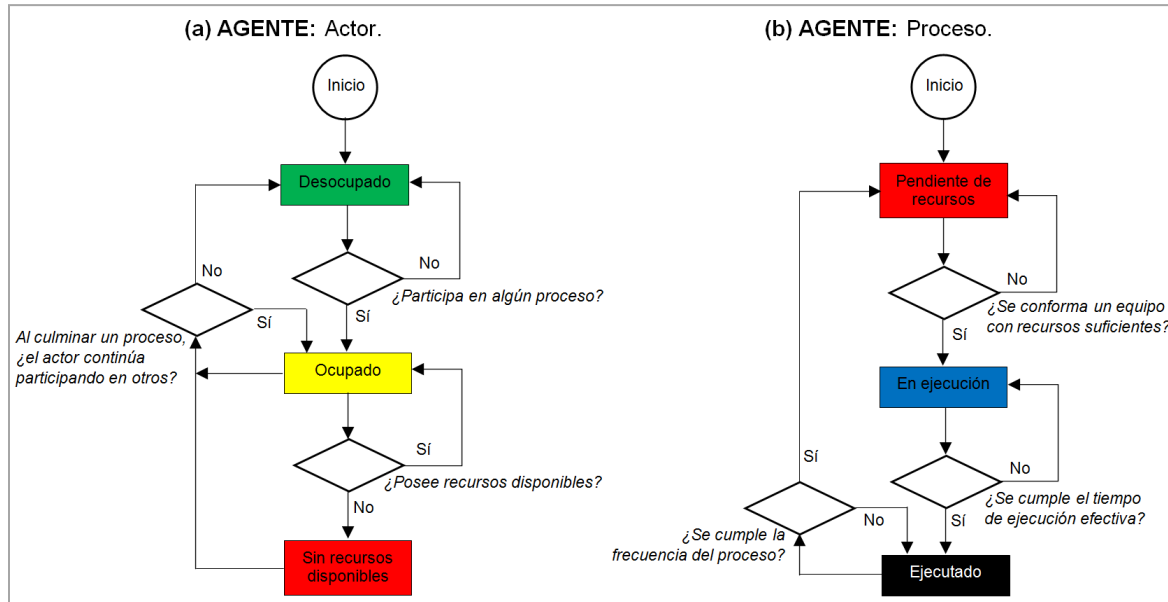 (a) AGENTE: Actor.
Inicio
Desocupado
No
¿Participa en algún proceso?
Sí
No
Sí
Al culminar un proceso,
¿el actor continúa
participando en otros?
Ocupado
Sí
¿Posee recursos disponibles?
No
Sin recursos
disponibles
(b) AGENTE: Proceso.
Inicio
Pendiente de
recursos
No
¿Se conforma un equipo
con recursos suficientes?
Sí
En ejecución
No
¿Se cumple el tiempo
de ejecución efectiva?
Sí
Sí
No
¿Se cumple la
frecuencia del proceso?
Ejecutado